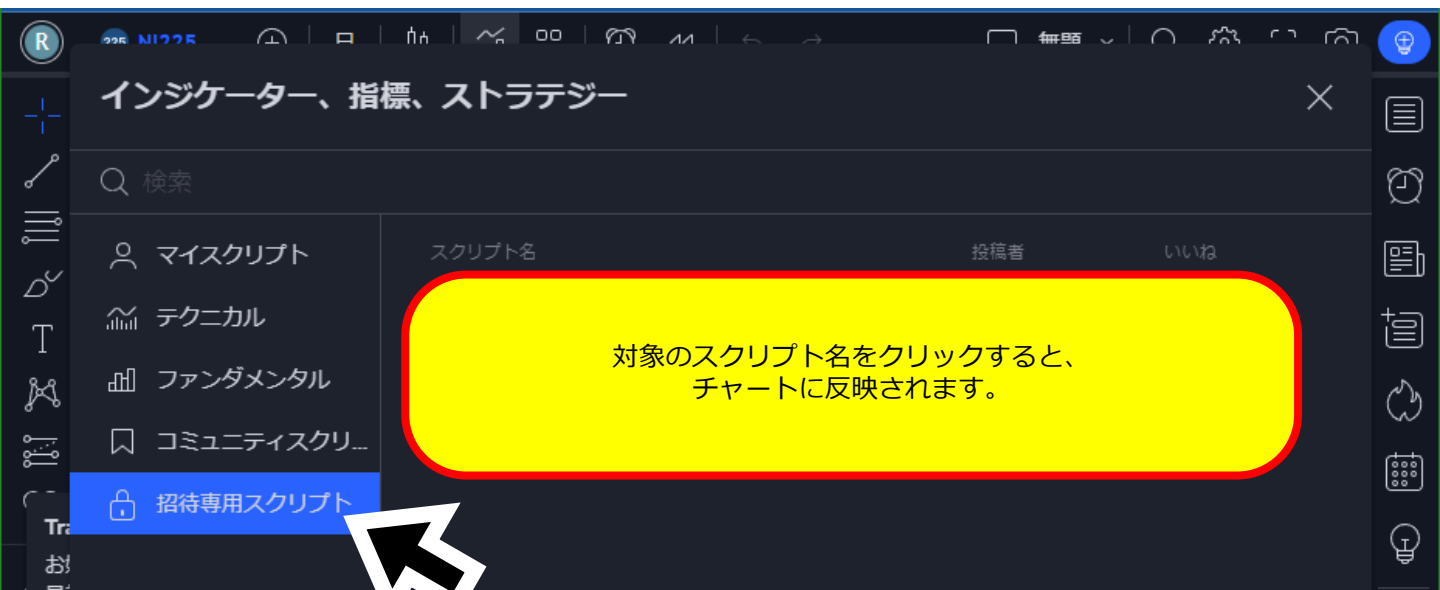 R
225 NI225 日 無題
インジケーター、指標、ストラテジー
検索
マイスクリプト
スクリプト名 投稿者 いいね
テクニカル
対象のスクリプト名をクリックすると、
チャートに反映されます。
ファンダメンタル
コミュニティスクリ...
招待専用スクリプト
Tra
お